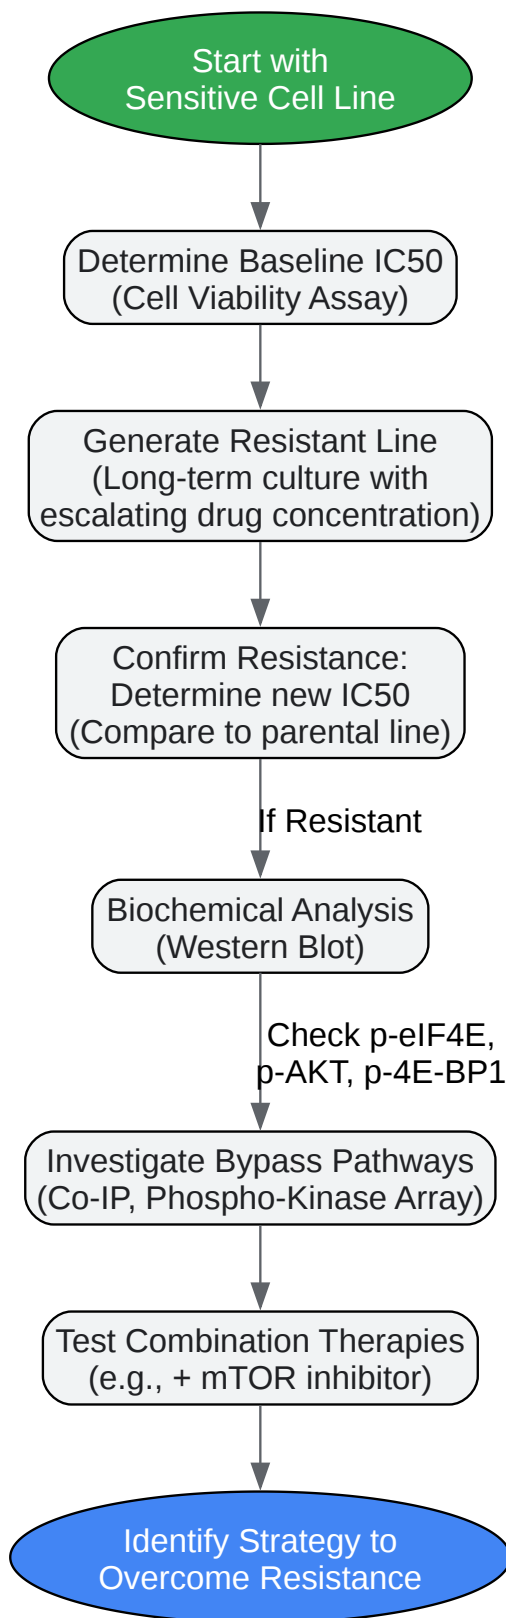 Start with
Sensitive Cell Line
Determine Baseline IC50
(Cell Viability Assay)
Generate Resistant Line
(Long-term culture with
escalating drug concentration)
Confirm Resistance:
Determine new IC50
(Compare to parental line)
If Resistant
Biochemical Analysis
(Western Blot)
Check p-eIF4E,
p-AKT, p-4E-BP1
Investigate Bypass Pathways
(Co-IP, Phospho-Kinase Array)
Test Combination Therapies
(e.g., + mTOR inhibitor)
Identify Strategy to
Overcome Resistance